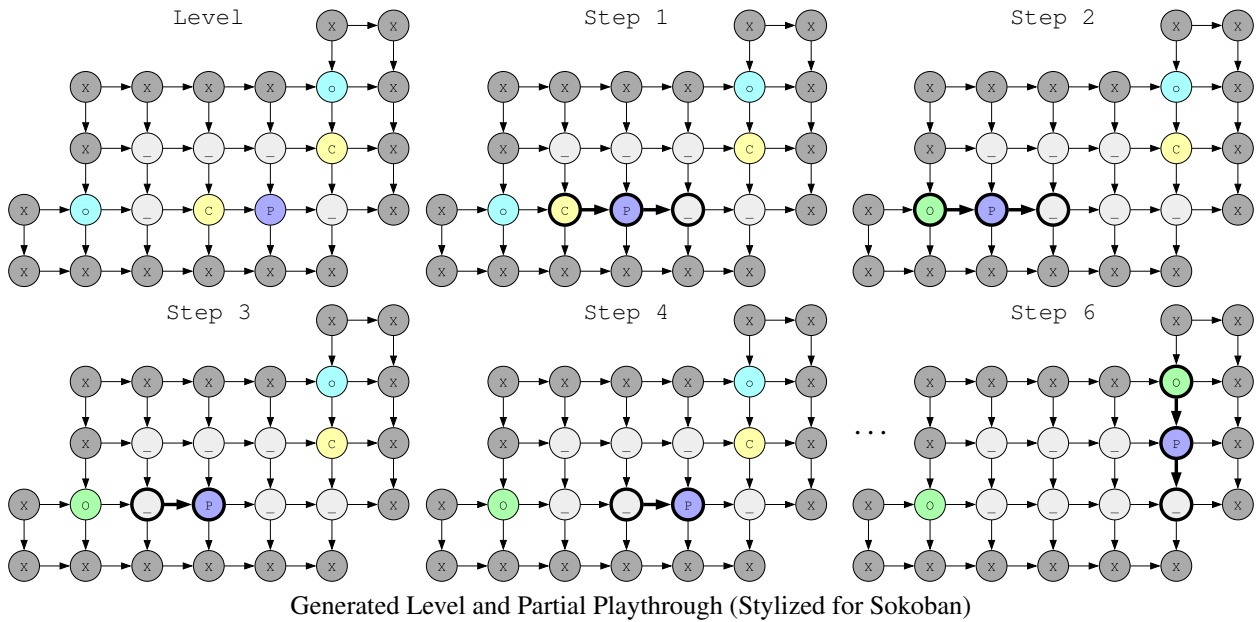 Level
X X
X X X X o X
X _ _ _ C X
X o _ C P _ X
X X X X X X
Step 1
X X
X X X X o X
X _ _ _ C X
X o C P _ _ X
X X X X X X
Step 2
X X
X X X X o X
X _ _ _ C X
X O P _ _ _ X
X X X X X X
Step 3
X X
X X X X o X
X _ _ _ C X
X O _ P _ _ X
X X X X X X
Step 4
X X
X X X X o X
X _ _ _ C X
X O _ _ P _ X
X X X X X X
...
Step 6
X X
X X X X O X
X _ _ _ P X
X O _ _ _ _ X
X X X X X X
Generated Level and Partial Playthrough (Stylized for Sokoban)